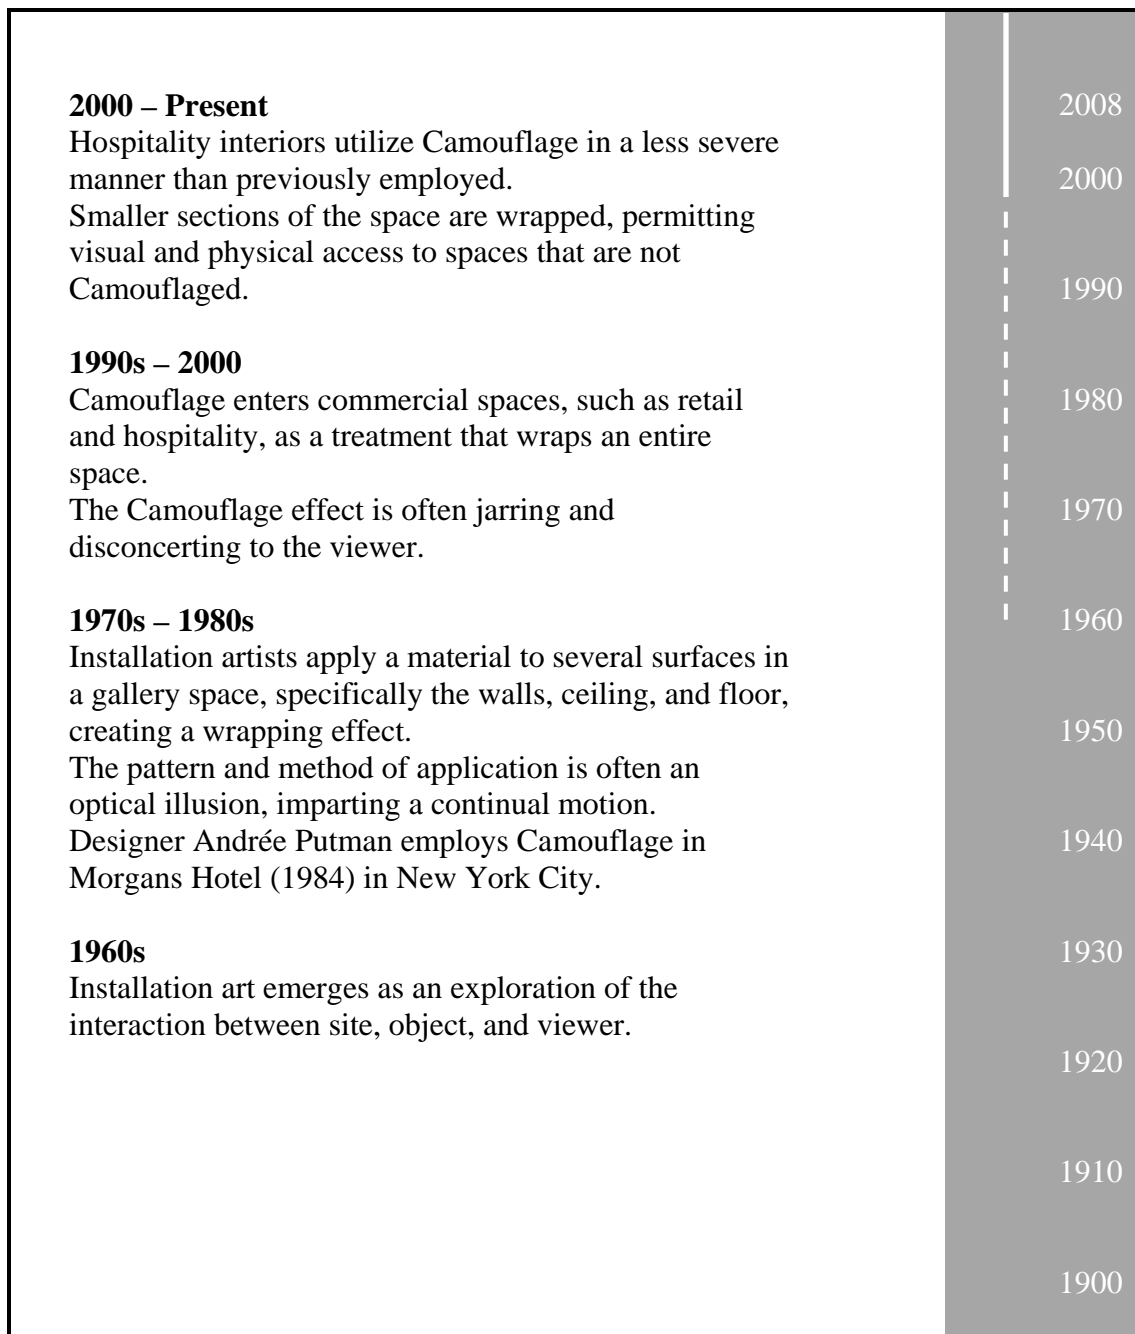 2000 – Present
Hospitality interiors utilize Camouflage in a less severe
manner than previously employed.
Smaller sections of the space are wrapped, permitting
visual and physical access to spaces that are not
Camouflaged.
1990s – 2000
Camouflage enters commercial spaces, such as retail
and hospitality, as a treatment that wraps an entire
space.
The Camouflage effect is often jarring and
disconcerting to the viewer.
1970s – 1980s
Installation artists apply a material to several surfaces in
a gallery space, specifically the walls, ceiling, and floor,
creating a wrapping effect.
The pattern and method of application is often an
optical illusion, imparting a continual motion.
Designer Andrée Putman employs Camouflage in
Morgans Hotel (1984) in New York City.
1960s
Installation art emerges as an exploration of the
interaction between site, object, and viewer.
2008
2000
1990
1980
1970
1960
1950
1940
1930
1920
1910
1900